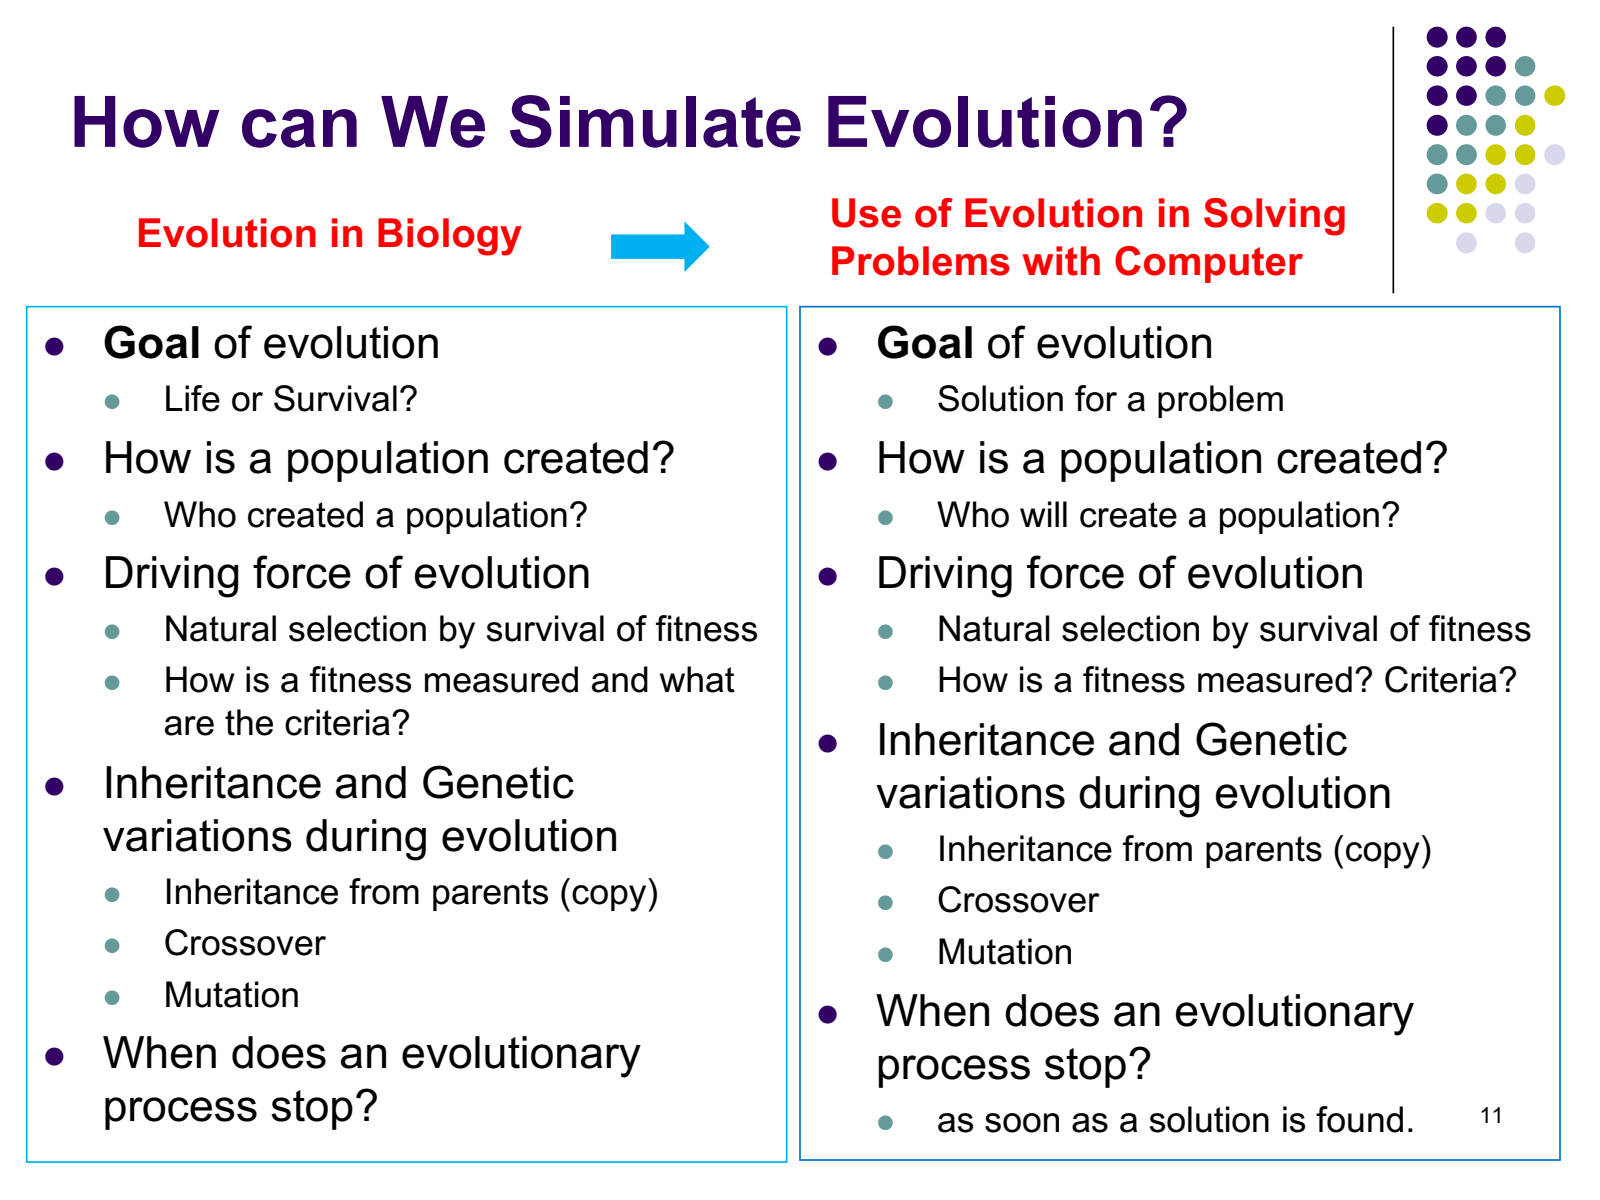 How can We Simulate Evolution?
Evolution in Biology
Use of Evolution in Solving
Problems with Computer
● Goal of evolution
● Life or Survival?
● How is a population created?
● Who created a population?
● Driving force of evolution
● Natural selection by survival of fitness
● How is a fitness measured and what
are the criteria?
● Inheritance and Genetic
variations during evolution
● Inheritance from parents (copy)
● Crossover
● Mutation
● When does an evolutionary
process stop?
● Goal of evolution
● Solution for a problem
● How is a population created?
● Who will create a population?
● Driving force of evolution
● Natural selection by survival of fitness
● How is a fitness measured? Criteria?
● Inheritance and Genetic
variations during evolution
● Inheritance from parents (copy)
● Crossover
● Mutation
● When does an evolutionary
process stop?
● as soon as a solution is found.
11